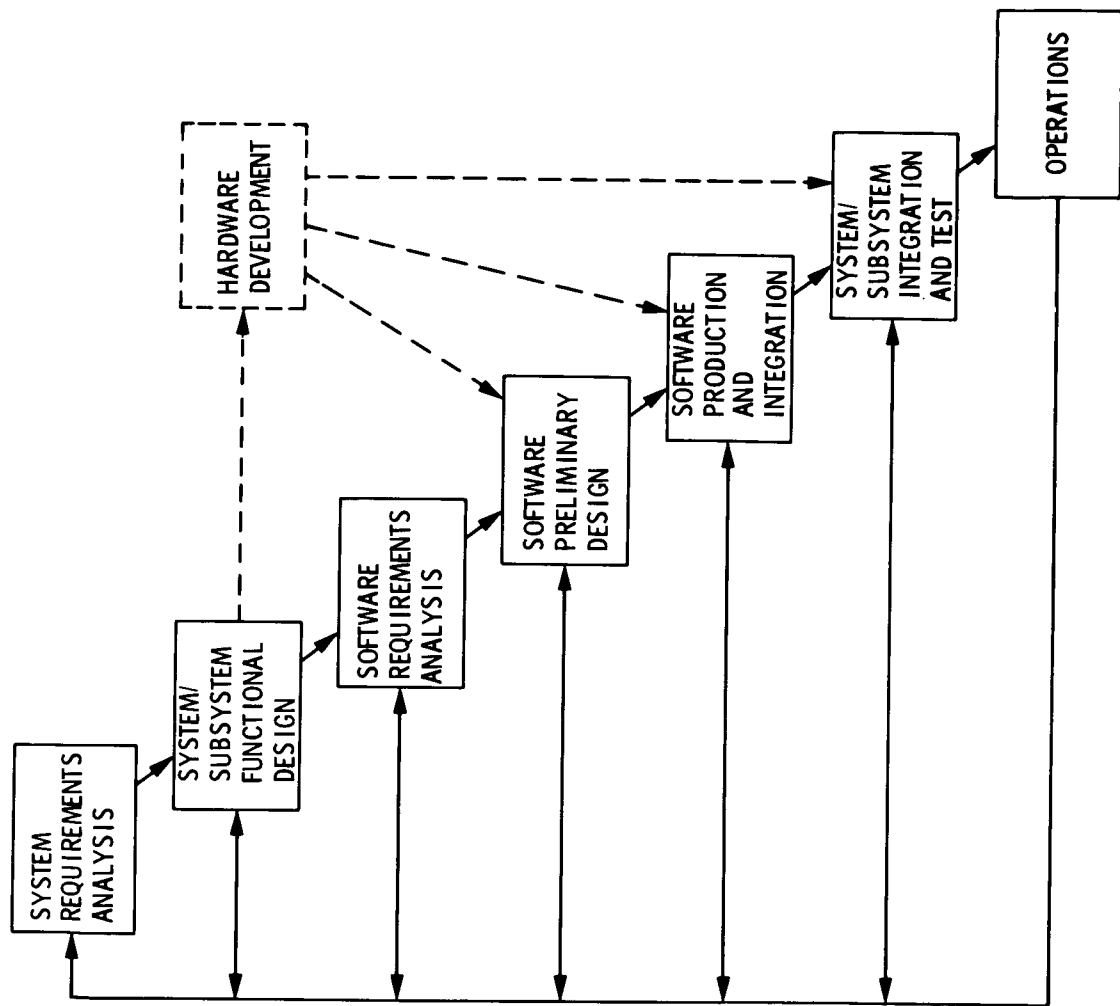 SYSTEM
REQUIREMENTS
ANALYSIS
SYSTEM/
SUBSYSTEM
FUNCTIONAL
DESIGN
HARDWARE
DEVELOPMENT
SOFTWARE
REQUIREMENTS
ANALYSIS
SOFTWARE
PRELIMINARY
DESIGN
SOFTWARE
PRODUCTION
AND
INTEGRATION
SYSTEM/
SUBSYSTEM
INTEGRATION
AND TEST
OPERATIONS